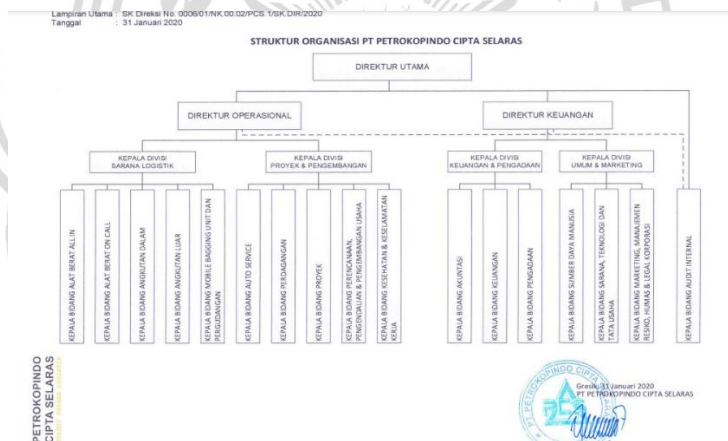 Lampiran Utama : SK Direksi No. 0006/01/NK.00.02/PCS.1/SK.DIR/2020
Tanggal : 31 Januari 2020
STRUKTUR ORGANISASI PT PETROKOPINDO CIPTA SELARAS
DIREKTUR UTAMA
DIREKTUR OPERASIONAL
DIREKTUR KEUANGAN
KEPALA DIVISI
SARANA LOGISTIK
KEPALA DIVISI
PROYEK & PENGEMBANGAN
KEPALA DIVISI
KEUANGAN & PENGADAAN
KEPALA DIVISI
UMUM & MARKETING
KEPALA BIDANG ALAT BERAT ALL IN
KEPALA BIDANG ALAT BERAT ON CALL
KEPALA BIDANG ANGKUTAN DALAM
KEPALA BIDANG ANGKUTAN LUAR
KEPALA BIDANG MOBILE BAGGING UNIT DAN
PERGUDANGAN
KEPALA BIDANG AUTO SERVICE
KEPALA BIDANG PERDAGANGAN
KEPALA BIDANG PROYEK
KEPALA BIDANG PERENCANAAN,
PENGENDALIAN & PENGEMBANGAN USAHA
KEPALA BIDANG KESEHATAN & KESELAMATAN
KERJA
KEPALA BIDANG AKUNTASI
KEPALA BIDANG KEUANGAN
KEPALA BIDANG PENGADAAN
KEPALA BIDANG SUMBER DAYA MANUSIA
KEPALA BIDANG SARANA, TEKNOLOGI DAN
TATA USAHA
KEPALA BIDANG MARKETING, MANAJEMEN
RESIKO, HUMAS & LEGAL KORPORASI
KEPALA BIDANG AUDIT INTERNAL
PETROKOPINDO
CIPTA SELARAS
Gresik, 31 Januari 2020
PT PETROKOPINDO CIPTA SELARAS